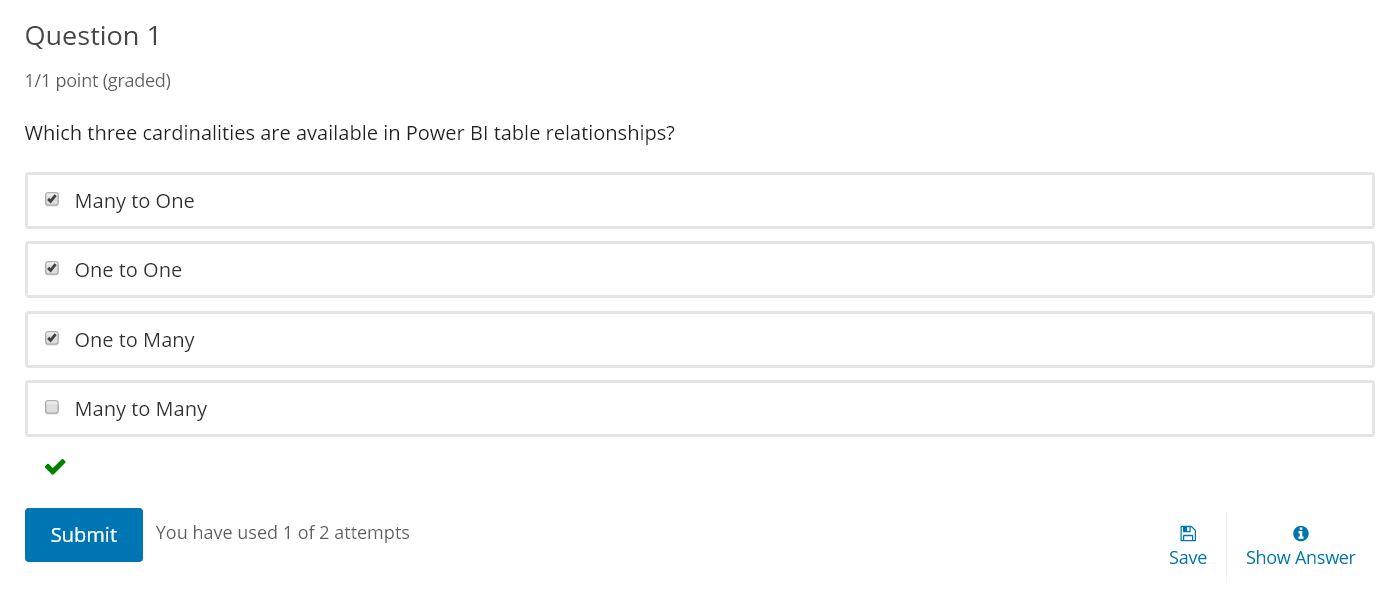 Question 1
1/1 point (graded)
Which three cardinalities are available in Power BI table relationships?
Many to One
One to One
One to Many
Many to Many
Submit
You have used 1 of 2 attempts
Save
Show Answer